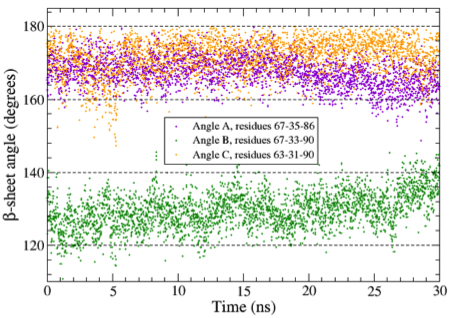 180
160
140
120
β-sheet angle (degrees)
Angle A, residues 67-35-86
Angle B, residues 67-33-90
Angle C, residues 63-31-90
0 5 10 15 20 25 30
Time (ns)